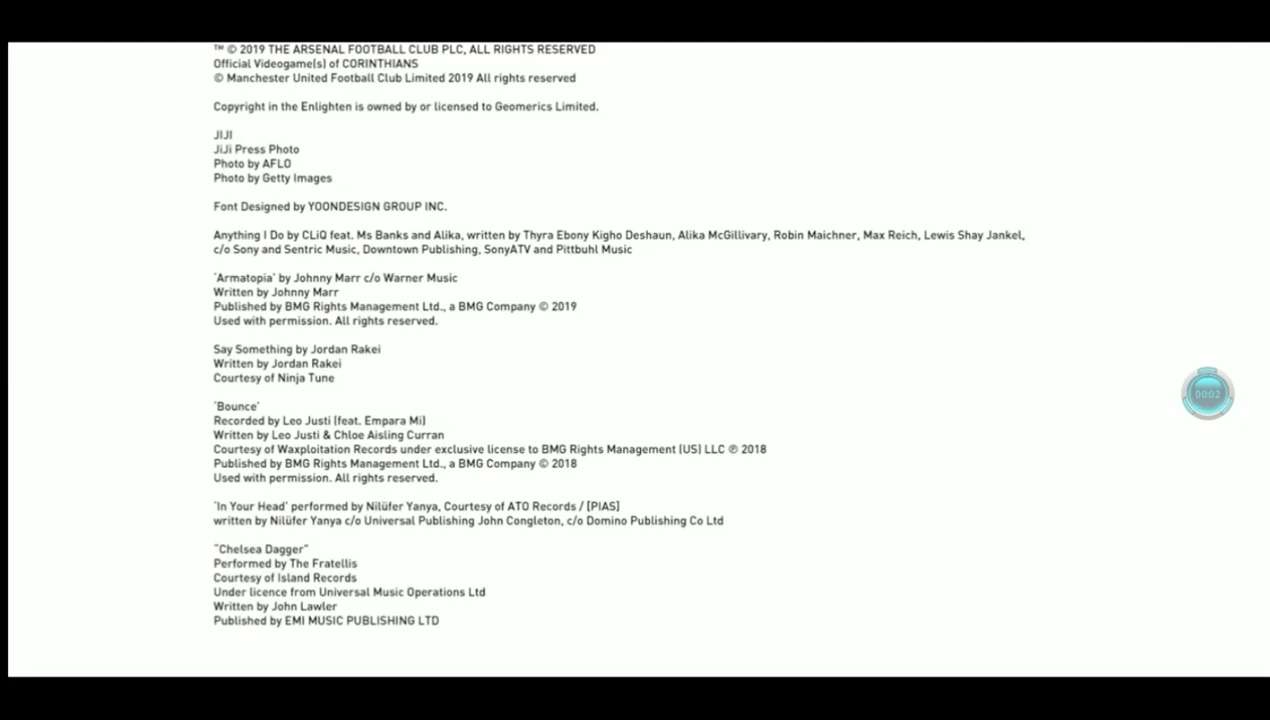 ™ © 2019 THE ARSENAL FOOTBALL CLUB PLC, ALL RIGHTS RESERVED
Official Videogame(s) of CORINTHIANS
© Manchester United Football Club Limited 2019 All rights reserved
Copyright in the Enlighten is owned by or licensed to Geomerics Limited.
JIJI
JiJi Press Photo
Photo by AFLO
Photo by Getty Images
Font Designed by YOONDESIGN GROUP INC.
Anything I Do by CLiQ feat. Ms Banks and Alika, written by Thyra Ebony Kigho Deshaun, Alika McGillivary, Robin Maichner, Max Reich, Lewis Shay Jankel,
c/o Sony and Sentric Music, Downtown Publishing, SonyATV and Pittbuhl Music
'Armatopia' by Johnny Marr c/o Warner Music
Written by Johnny Marr
Published by BMG Rights Management Ltd., a BMG Company © 2019
Used with permission. All rights reserved.
Say Something by Jordan Rakei
Written by Jordan Rakei
Courtesy of Ninja Tune
'Bounce'
Recorded by Leo Justi (feat. Empara Mi)
Written by Leo Justi & Chloe Aisling Curran
Courtesy of Waxploitation Records under exclusive license to BMG Rights Management (US) LLC ℗ 2018
Published by BMG Rights Management Ltd., a BMG Company © 2018
Used with permission. All rights reserved.
'In Your Head' performed by Nilüfer Yanya, Courtesy of ATO Records / [PIAS]
written by Nilüfer Yanya c/o Universal Publishing John Congleton, c/o Domino Publishing Co Ltd
"Chelsea Dagger"
Performed by The Fratellis
Courtesy of Island Records
Under licence from Universal Music Operations Ltd
Written by John Lawler
Published by EMI MUSIC PUBLISHING LTD
00:02